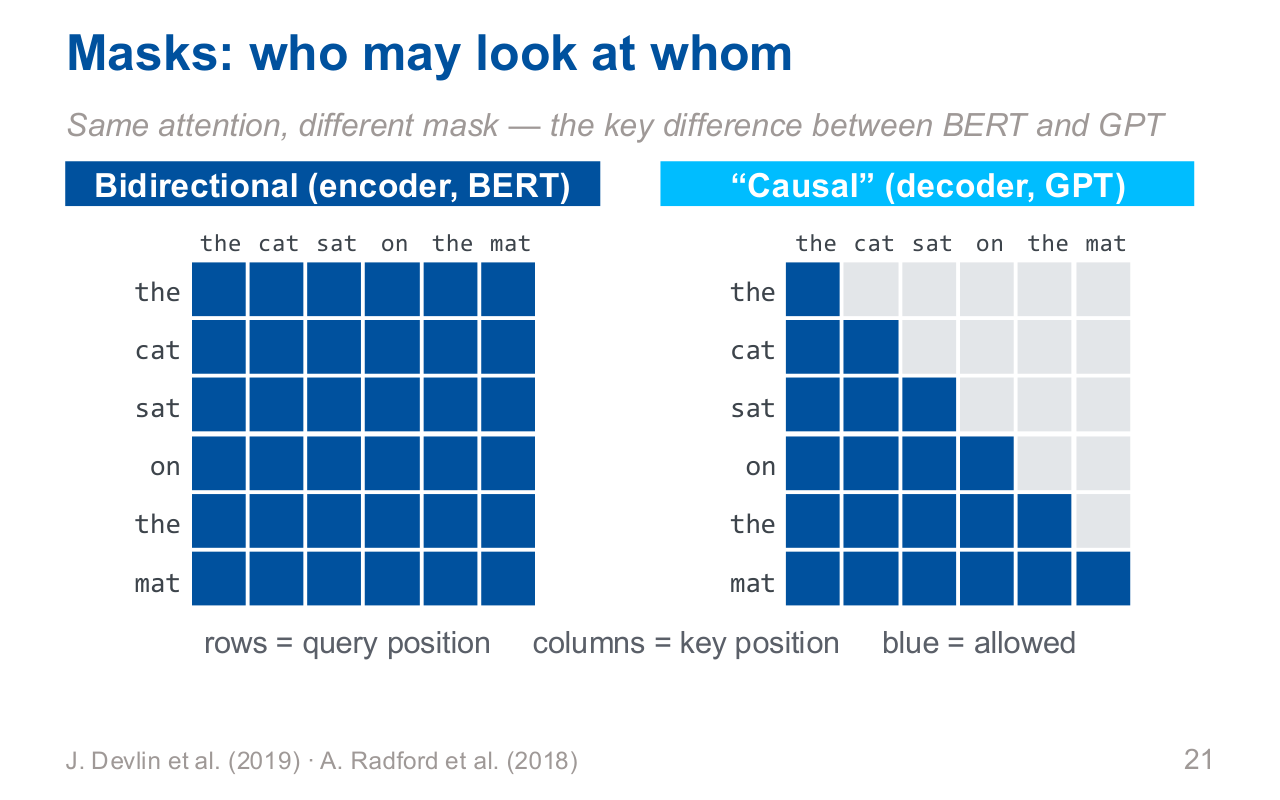 Masks: who may look at whom
Same attention, different mask — the key difference between BERT and GPT
Bidirectional (encoder, BERT)
the cat sat on the mat
the
cat
sat
on
the
mat
“Causal” (decoder, GPT)
the cat sat on the mat
the
cat
sat
on
the
mat
rows = query position columns = key position blue = allowed
J. Devlin et al. (2019) · A. Radford et al. (2018)
21